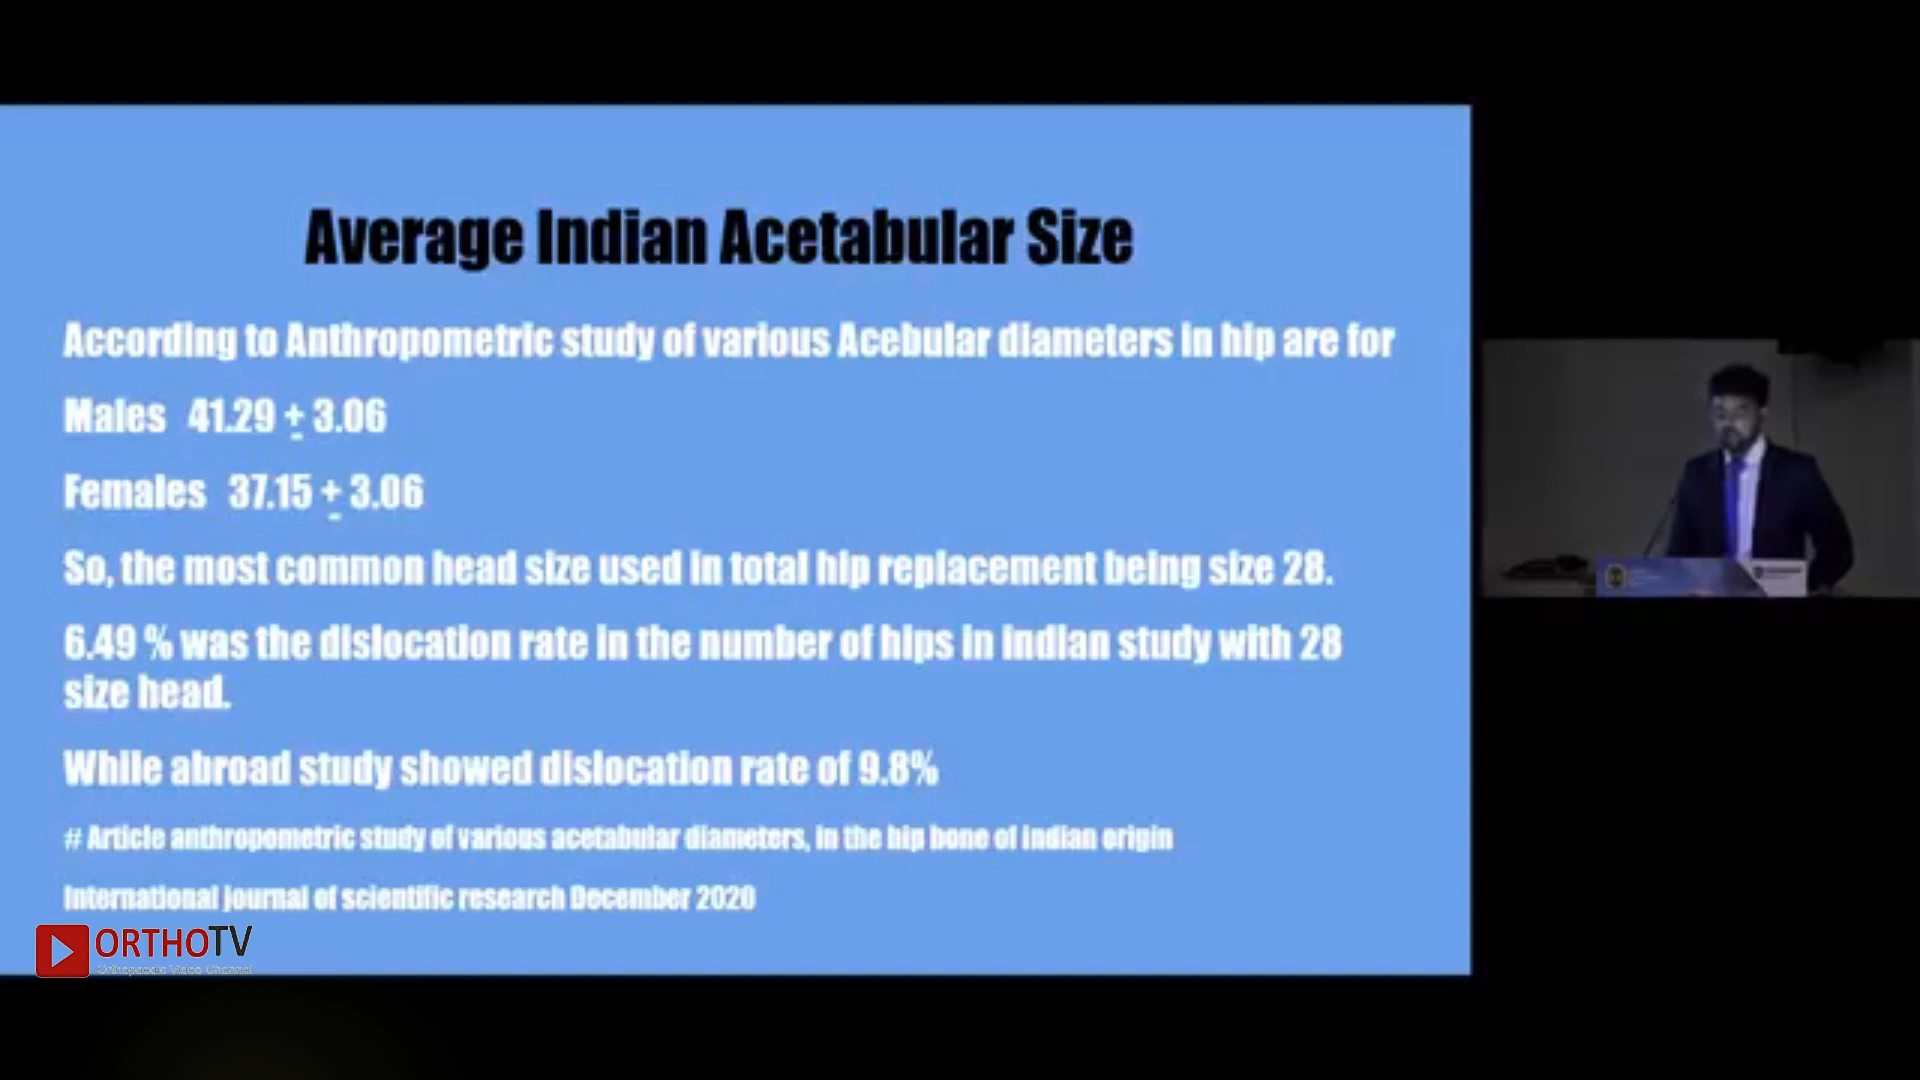 Average Indian Acetabular Size
According to Anthropometric study of various Acebular diameters in hip are for
Males 41.29 ± 3.06
Females 37.15 ± 3.06
So, the most common head size used in total hip replacement being size 28.
6.49 % was the dislocation rate in the number of hips in Indian study with 28
size head.
While abroad study showed dislocation rate of 9.8%
# Article anthropometric study of various acetabular diameters, in the hip bone of indian origin
International journal of scientific research December 2020
ORTHOTV
Orthopaedic Video Channel